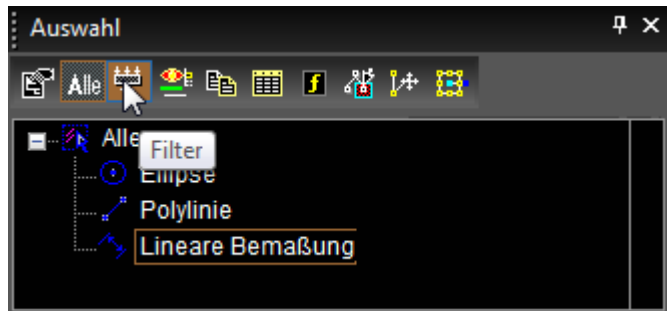 Auswahl
Alle
Alle
Filter
Ellipse
Polylinie
Lineare Bemaßung